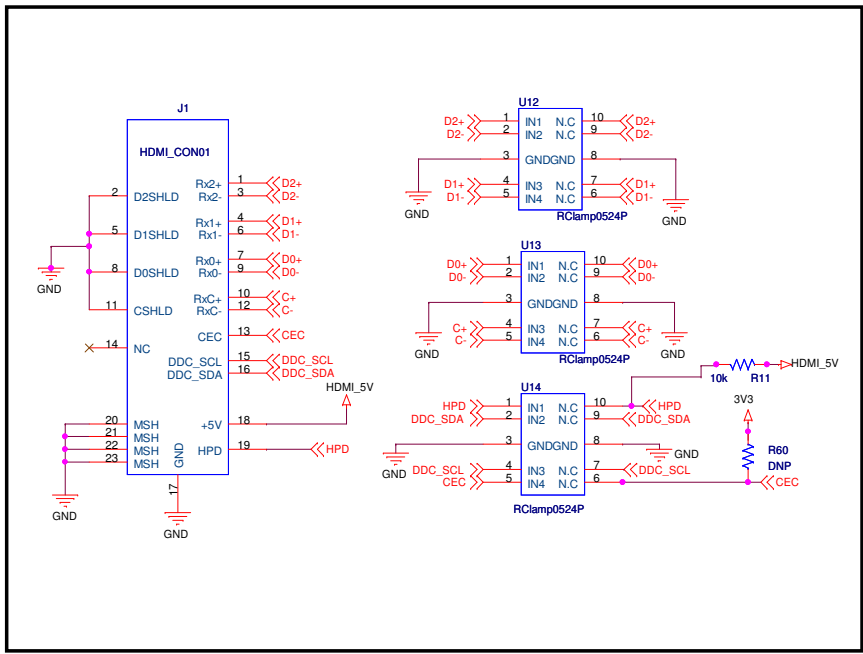 J1
HDMI_CON01
2 D2SHLD Rx2+ 1 D2+
Rx2- 3 D2-
5 D1SHLD Rx1+ 4 D1+
Rx1- 6 D1-
8 D0SHLD Rx0+ 7 D0+
Rx0- 9 D0-
GND
11 CSHLD RxC+ 10 C+
RxC- 12 C-
CEC 13 CEC
14 NC
DDC_SCL 15 DDC_SCL
DDC_SDA 16 DDC_SDA
HDMI_5V
20 MSH +5V 18
21 MSH
22 MSH HPD 19 HPD
23 MSH
GND
17
GND
GND
U12
D2+ 1 IN1 N.C 10 D2+
D2- 2 IN2 N.C 9 D2-
3 GNDGND 8
D1+ 4 IN3 N.C 7 D1+
D1- 5 IN4 N.C 6 D1-
GND GND
RClamp0524P
U13
D0+ 1 IN1 N.C 10 D0+
D0- 2 IN2 N.C 9 D0-
3 GNDGND 8
C+ 4 IN3 N.C 7 C+
C- 5 IN4 N.C 6 C-
GND GND
RClamp0524P
HDMI_5V
10k R11
U14
HPD 1 IN1 N.C 10 HPD
DDC_SDA 2 IN2 N.C 9 DDC_SDA
3 GNDGND 8 GND
GND
DDC_SCL 4 IN3 N.C 7 DDC_SCL
CEC 5 IN4 N.C 6 CEC
RClamp0524P
3V3
R60
DNP